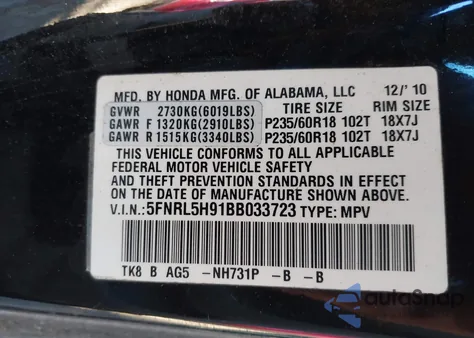 MFD. BY HONDA MFG. OF ALABAMA, LLC 12/'10
GVWR 2730KG(6019LBS) TIRE SIZE RIM SIZE
GAWR F 1320KG(2910LBS) P235/60R18 102T 18X7J
GAWR R 1515KG(3340LBS) P235/60R18 102T 18X7J
THIS VEHICLE CONFORMS TO ALL APPLICABLE
FEDERAL MOTOR VEHICLE SAFETY
AND THEFT PREVENTION STANDARDS IN EFFECT
ON THE DATE OF MANUFACTURE SHOWN ABOVE.
V.I.N.: 5FNRL5H91BB033723 TYPE: MPV
TK8 B AG5 -NH731P -B -B
autoSnap